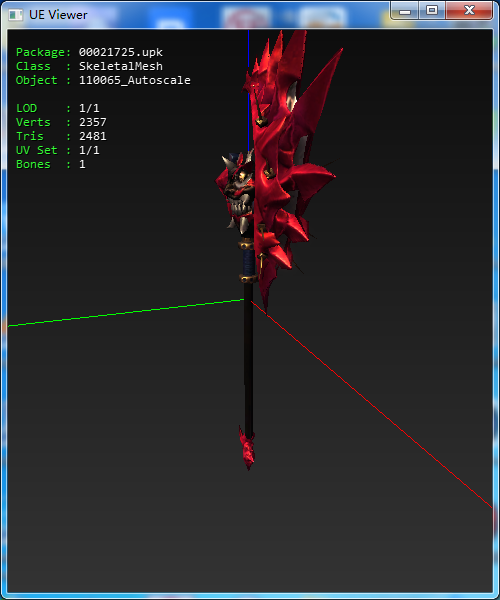 UE Viewer
Package: 00021725.upk
Class : SkeletalMesh
Object : 110065_Autoscale
LOD : 1/1
Verts : 2357
Tris : 2481
UV Set : 1/1
Bones : 1